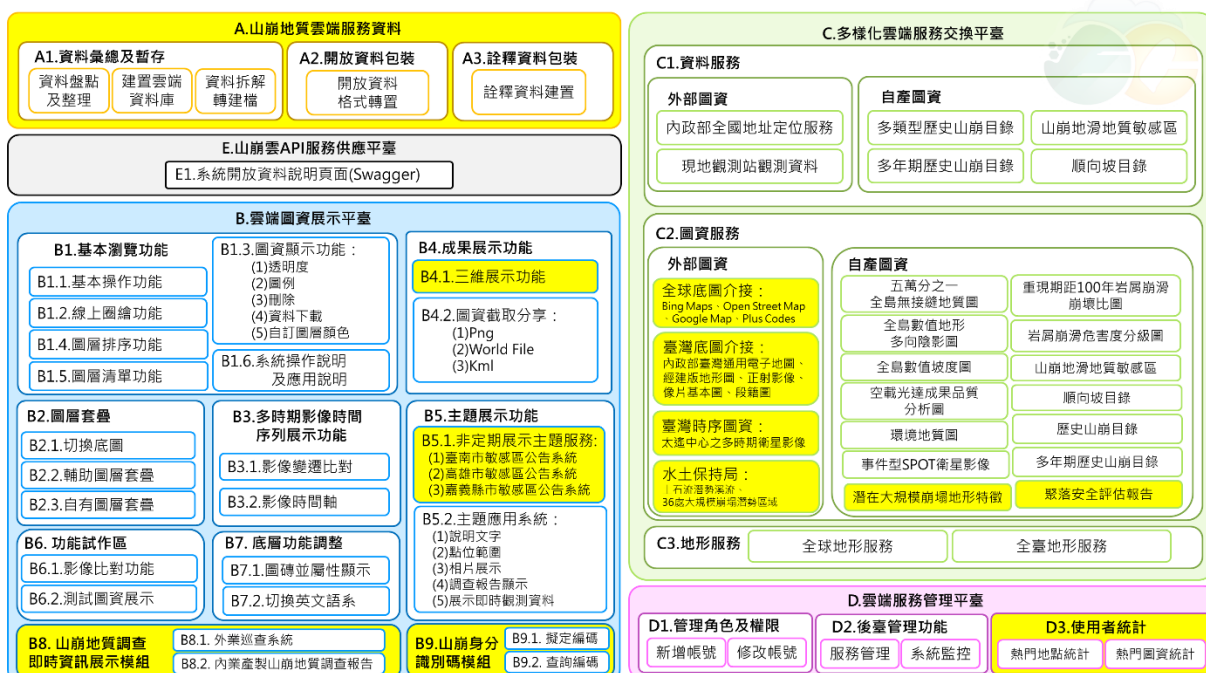 A.山崩地質雲端服務資料
A1.資料彙總及暫存
資料盤點
及整理
建置雲端
資料庫
資料拆解
轉建檔
A2.開放資料包裝
開放資料
格式轉置
A3.詮釋資料包裝
詮釋資料建置
E.山崩雲API服務供應平臺
E1.系統開放資料說明頁面(Swagger)
B.雲端圖資展示平臺
B1.基本瀏覽功能
B1.1.基本操作功能
B1.2.線上圈繪功能
B1.4.圖層排序功能
B1.5.圖層清單功能
B1.3.圖資顯示功能：
(1)透明度
(2)圖例
(3)刪除
(4)資料下載
(5)自訂圖層顏色
B1.6.系統操作說明
及應用說明
B4.成果展示功能
B4.1.三維展示功能
B4.2.圖資截取分享：
(1)Png
(2)World File
(3)Kml
B2.圖層套疊
B2.1.切換底圖
B2.2.輔助圖層套疊
B2.3.自有圖層套疊
B3.多時期影像時間
序列展示功能
B3.1.影像變遷比對
B3.2.影像時間軸
B5.主題展示功能
B5.1.非定期展示主題服務:
(1)臺南市敏感區公告系統
(2)高雄市敏感區公告系統
(3)嘉義縣市敏感區公告系統
B5.2.主題應用系統：
(1)說明文字
(2)點位範圍
(3)相片展示
(4)調查報告顯示
(5)展示即時觀測資料
B6. 功能試作區
B6.1.影像比對功能
B6.2.測試圖資展示
B7. 底層功能調整
B7.1.圖磚並屬性顯示
B7.2.切換英文語系
B8. 山崩地質調查
即時資訊展示模組
B8.1. 外業巡查系統
B8.2. 內業產製山崩地質調查報告
B9.山崩身分
識別碼模組
B9.1. 擬定編碼
B9.2. 查詢編碼
C.多樣化雲端服務交換平臺
C1.資料服務
外部圖資
內政部全國地址定位服務
現地觀測站觀測資料
自產圖資
多類型歷史山崩目錄
山崩地滑地質敏感區
多年期歷史山崩目錄
順向坡目錄
C2.圖資服務
外部圖資
全球底圖介接：
Bing Maps、Open Street Map
、Google Map、Plus Codes
臺灣底圖介接：
內政部臺灣通用電子地圖、
經建版地形圖、正射影像、
像片基本圖、段籍圖
臺灣時序圖資：
太遙中心之多時期衛星影像
水土保持局：
石流潛勢溪流、
36處大規模崩塌潛勢區域
自產圖資
五萬分之一
全島無接縫地質圖
全島數值地形
多向陰影圖
全島數值坡度圖
空載光達成果品質
分析圖
環境地質圖
事件型SPOT衛星影像
潛在大規模崩塌地形特徵
重現期距100年岩屑崩滑
崩壞比圖
岩屑崩滑危害度分級圖
山崩地滑地質敏感區
順向坡目錄
歷史山崩目錄
多年期歷史山崩目錄
聚落安全評估報告
C3.地形服務
全球地形服務
全臺地形服務
D.雲端服務管理平臺
D1.管理角色及權限
新增帳號
修改帳號
D2.後臺管理功能
服務管理
系統監控
D3.使用者統計
熱門地點統計
熱門圖資統計